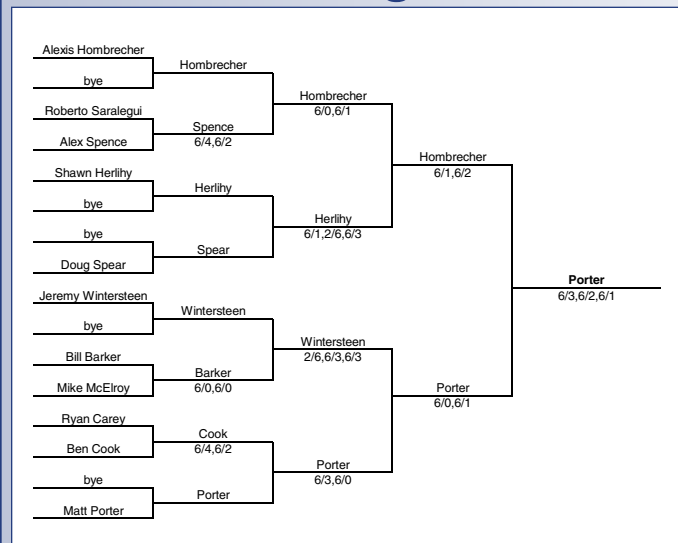 Alexis Hombrecher
bye
Roberto Saralegui
Alex Spence
Shawn Herlihy
bye
bye
Doug Spear
Jeremy Wintersteen
bye
Bill Barker
Mike McElroy
Ryan Carey
Ben Cook
bye
Matt Porter
Hombrecher
Spence
6/4,6/2
Herlihy
Spear
Wintersteen
Barker
6/0,6/0
Cook
6/4,6/2
Porter
Hombrecher
6/0,6/1
Herlihy
6/1,2/6,6/3
Wintersteen
2/6,6/3,6/3
Porter
6/3,6/0
Hombrecher
6/1,6/2
Porter
6/0,6/1
Porter
6/3,6/2,6/1